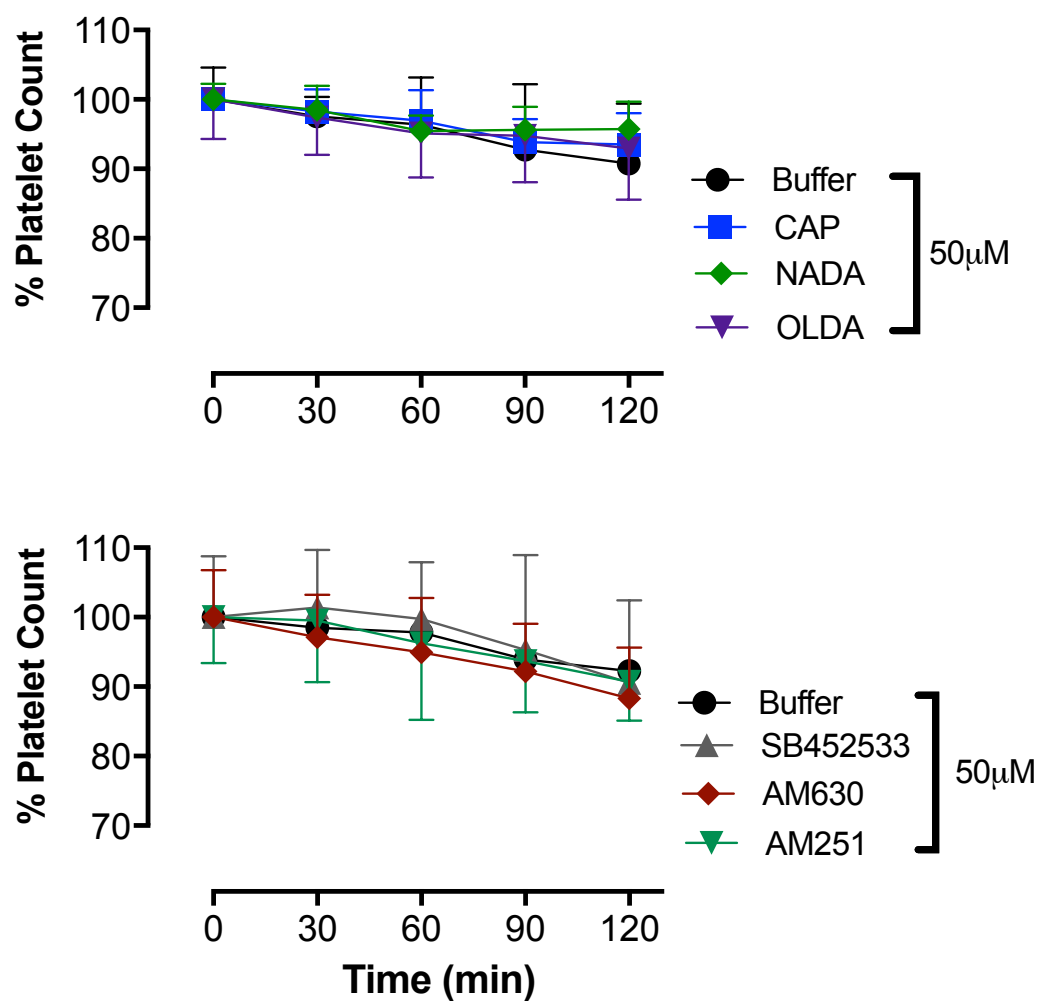 % Platelet Count
110
100
90
80
70
0 30 60 90 120
Buffer
CAP
NADA
OLDA
50μM
% Platelet Count
110
100
90
80
70
0 30 60 90 120
Time (min)
Buffer
SB452533
AM630
AM251
50μM